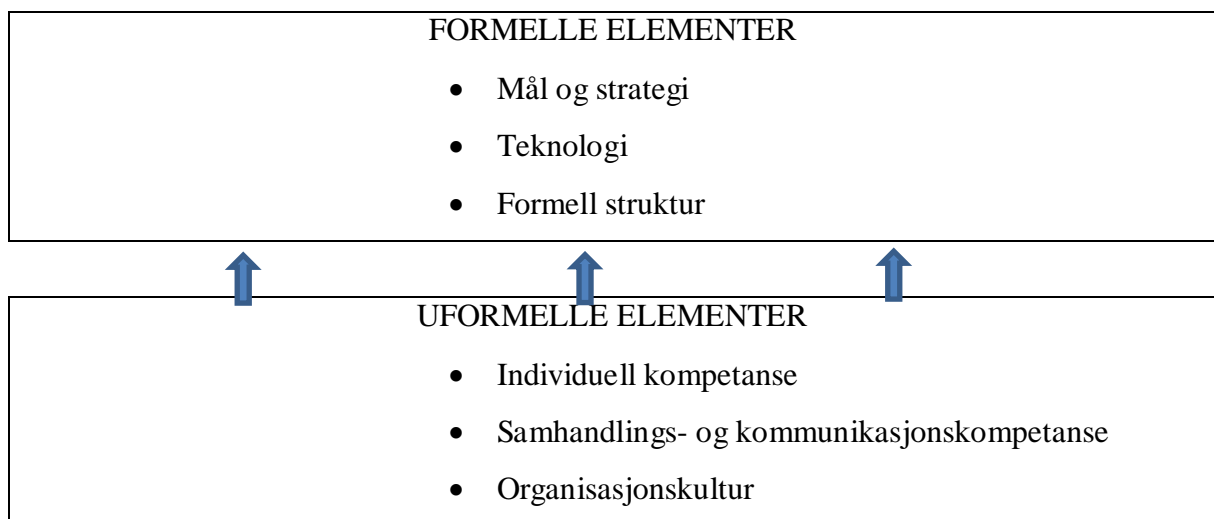 FORMELLE ELEMENTER
• Mål og strategi
• Teknologi
• Formell struktur
UFORMELLE ELEMENTER
• Individuell kompetanse
• Samhandlings- og kommunikasjonskompetanse
• Organisasjonskultur